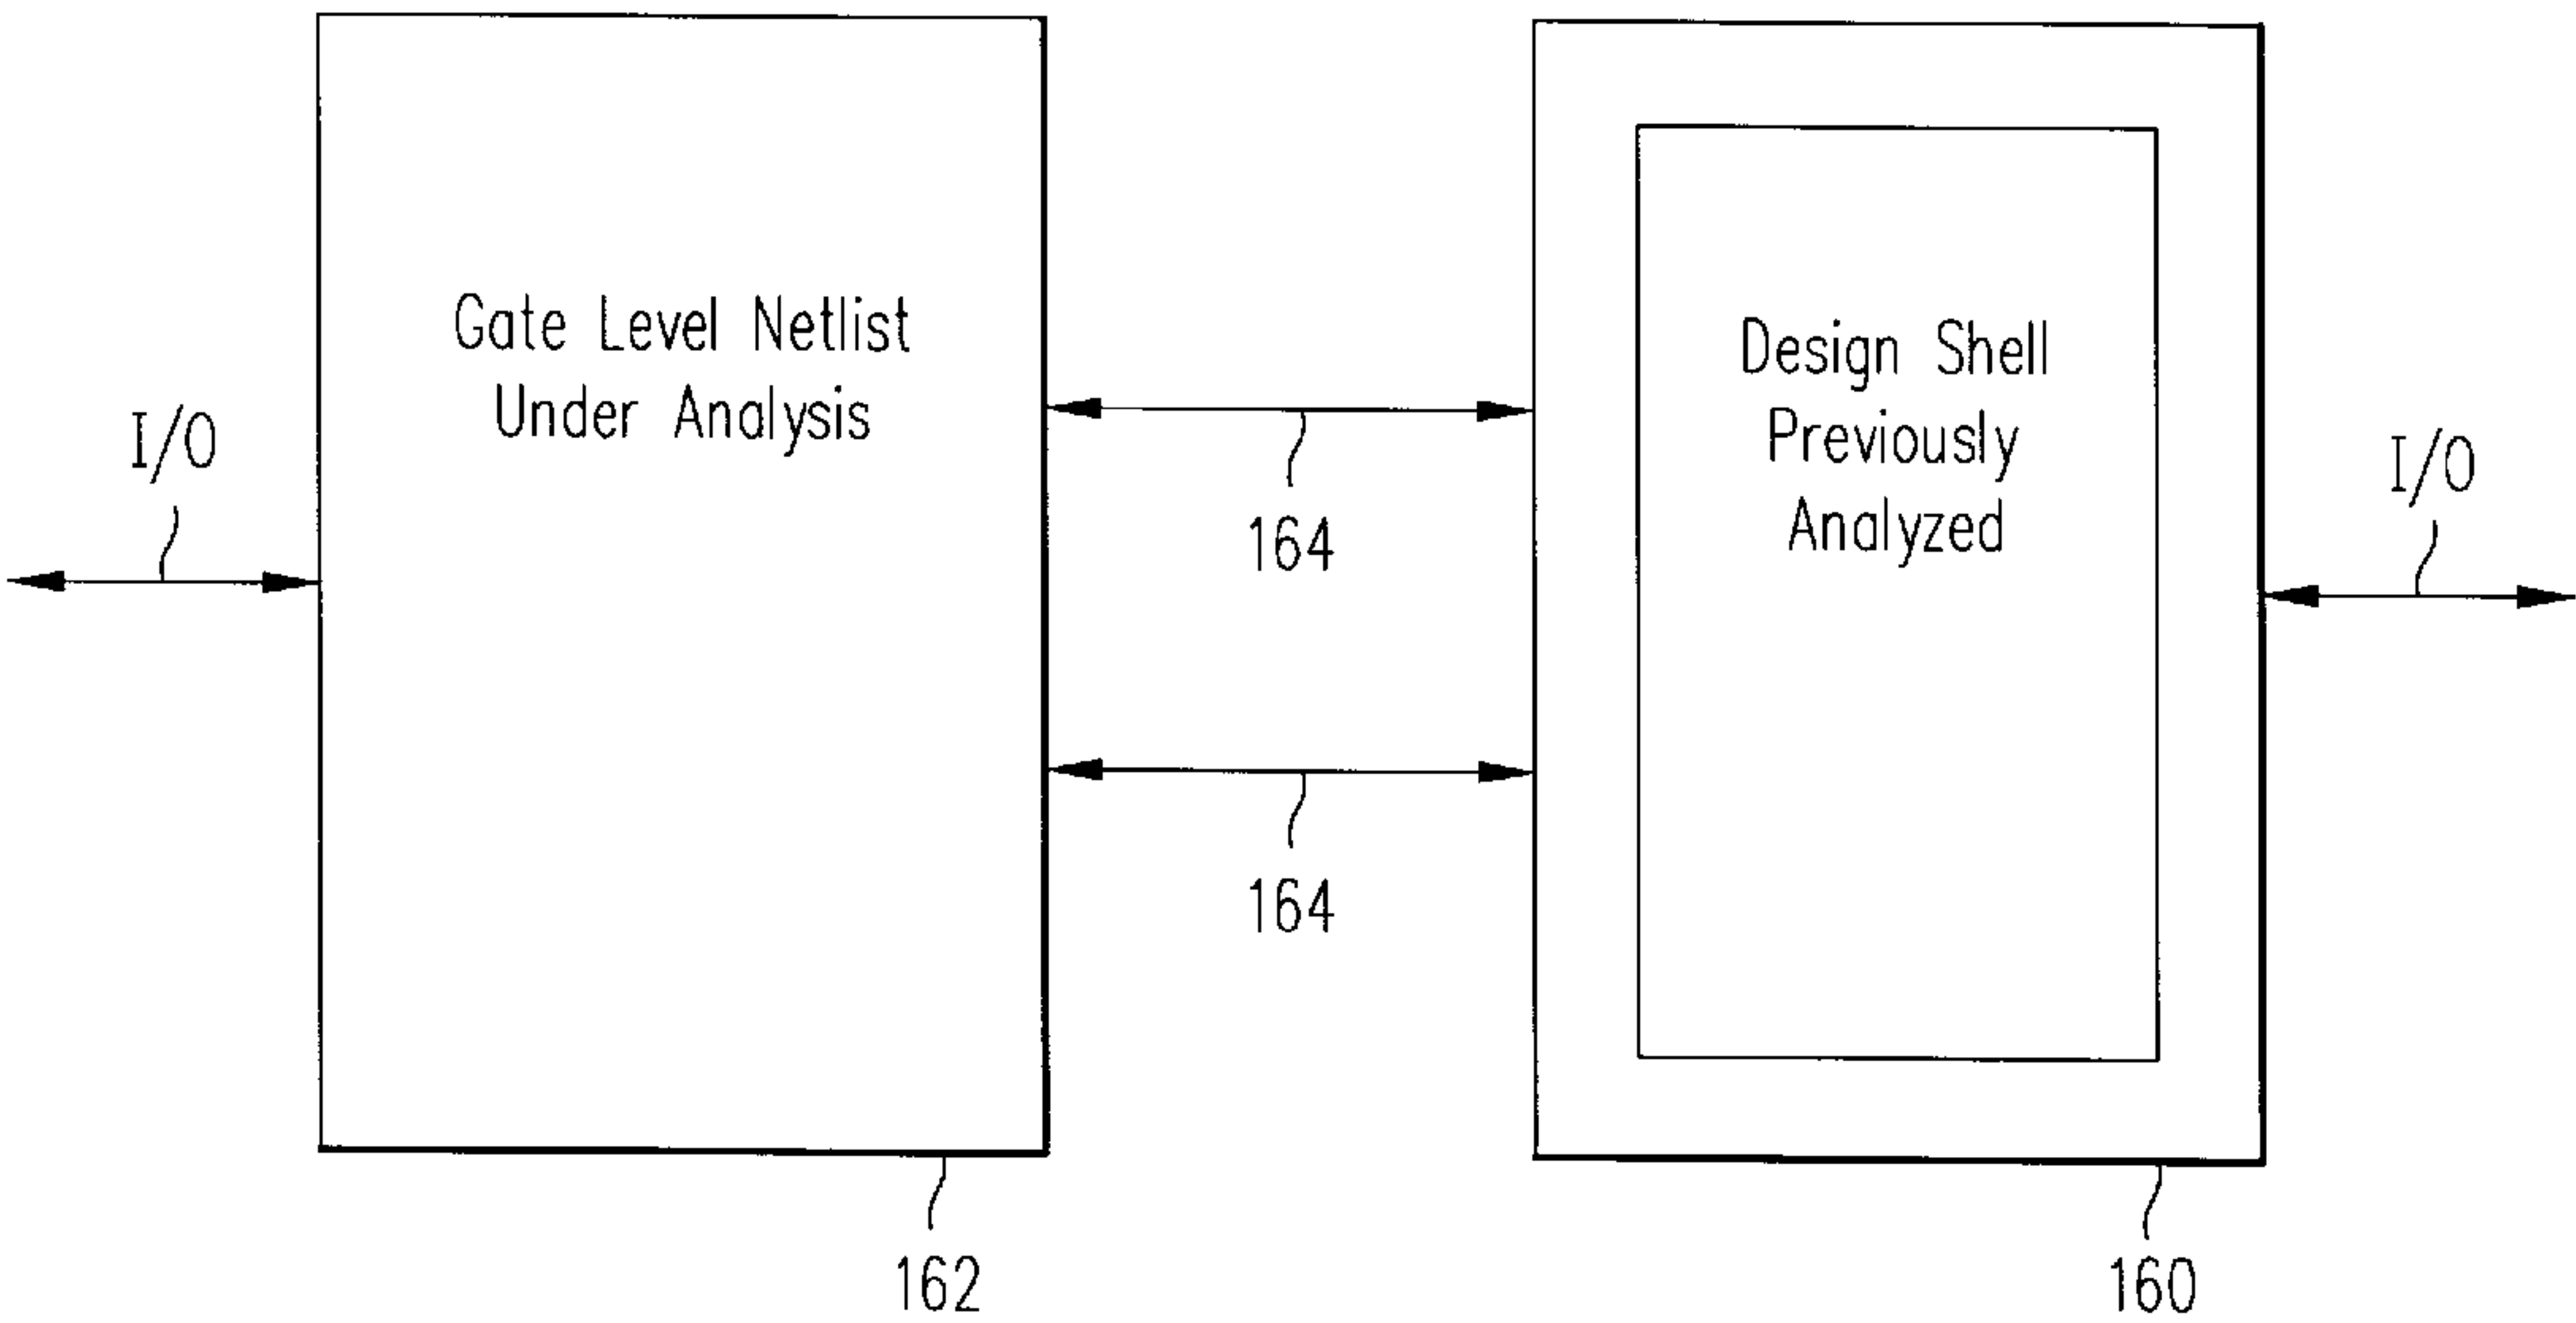 Gate Level Netlist
Under Analysis
Design Shell
Previously
Analyzed
I/O
I/O
164
164
162
160